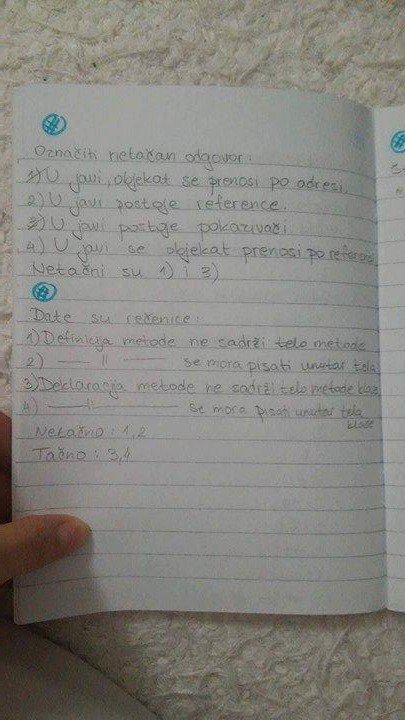 #
Označiti netačan odgovor:
1) U javi, objekat se prenosi po adresi.
2) U javi postoje reference.
3) U javi postoje pokazivači.
4) U javi se objekat prenosi po referenci
Netačni su 1) i 3)
#
Date su rečenice:
1) Definicija metode ne sadrži telo metode
2) —— 〃 —— se mora pisati unutar tela
3) Deklaracija metode ne sadrži telo metode
4) —— 〃 —— se mora pisati unutar tela
klase
Netačno: 1,2
Tačno: 3,4